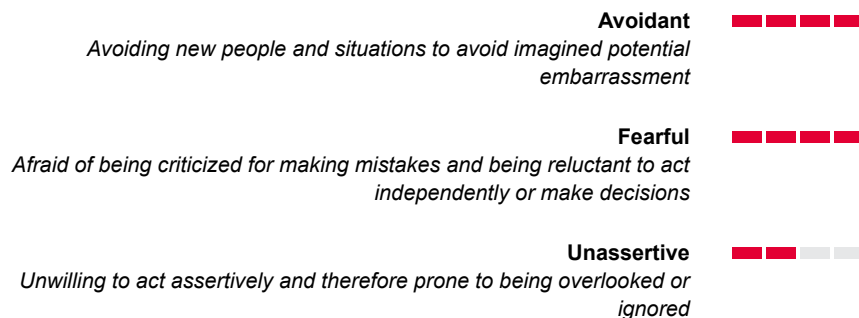 Avoidant
Avoiding new people and situations to avoid imagined potential
embarrassment
Fearful
Afraid of being criticized for making mistakes and being reluctant to act
independently or make decisions
Unassertive
Unwilling to act assertively and therefore prone to being overlooked or
ignored